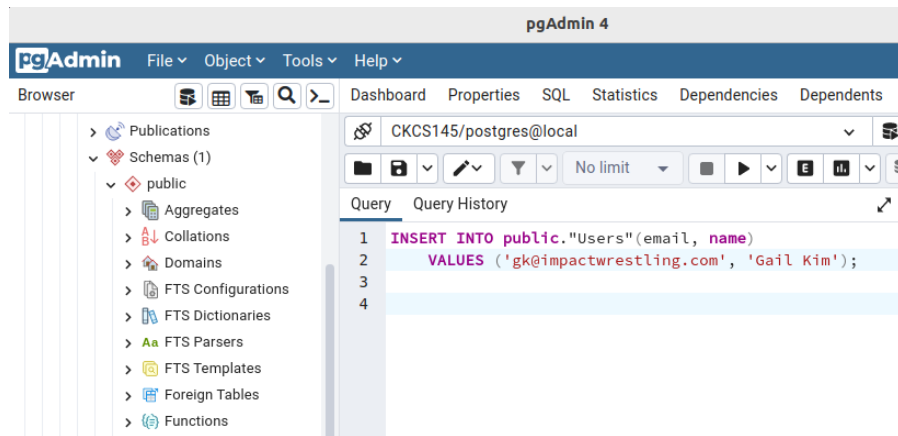 pgAdmin 4
pgAdmin File Object Tools Help
Browser Dashboard Properties SQL Statistics Dependencies Dependents
Publications
Schemas (1)
public
Aggregates
Collations
Domains
FTS Configurations
FTS Dictionaries
Aa FTS Parsers
FTS Templates
Foreign Tables
Functions
CKCS145/postgres@local
No limit E
Query Query History
1 INSERT INTO public."Users"(email, name)
2 VALUES ('gk@impactwrestling.com', 'Gail Kim');
3
4